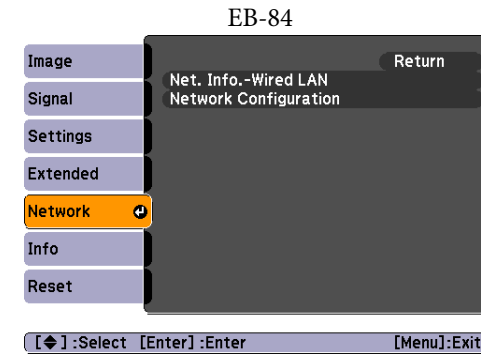 EB-84
Image
Signal
Settings
Extended
Network
Info
Reset
Return
Net. Info.-Wired LAN
Network Configuration
[◆] :Select [Enter] :Enter [Menu]:Exit